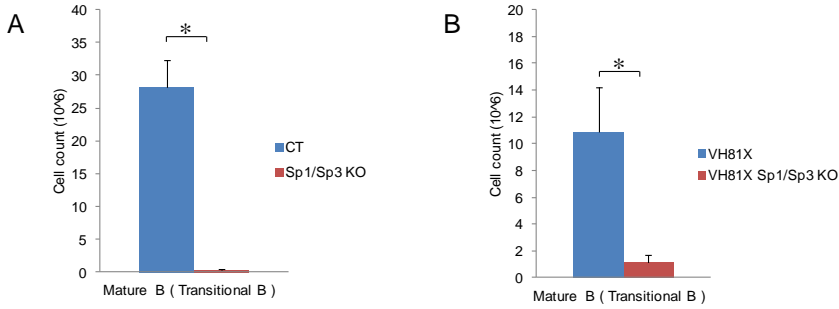 A
40
35
30
25
20
15
10
5
0
Cell count (10^6)
*
CT
Sp1/Sp3 KO
Mature B ( Transitional B )
B
20
18
16
14
12
10
8
6
4
2
0
Cell count (10^6)
*
VH81X
VH81X Sp1/Sp3 KO
Mature B ( Transitional B )